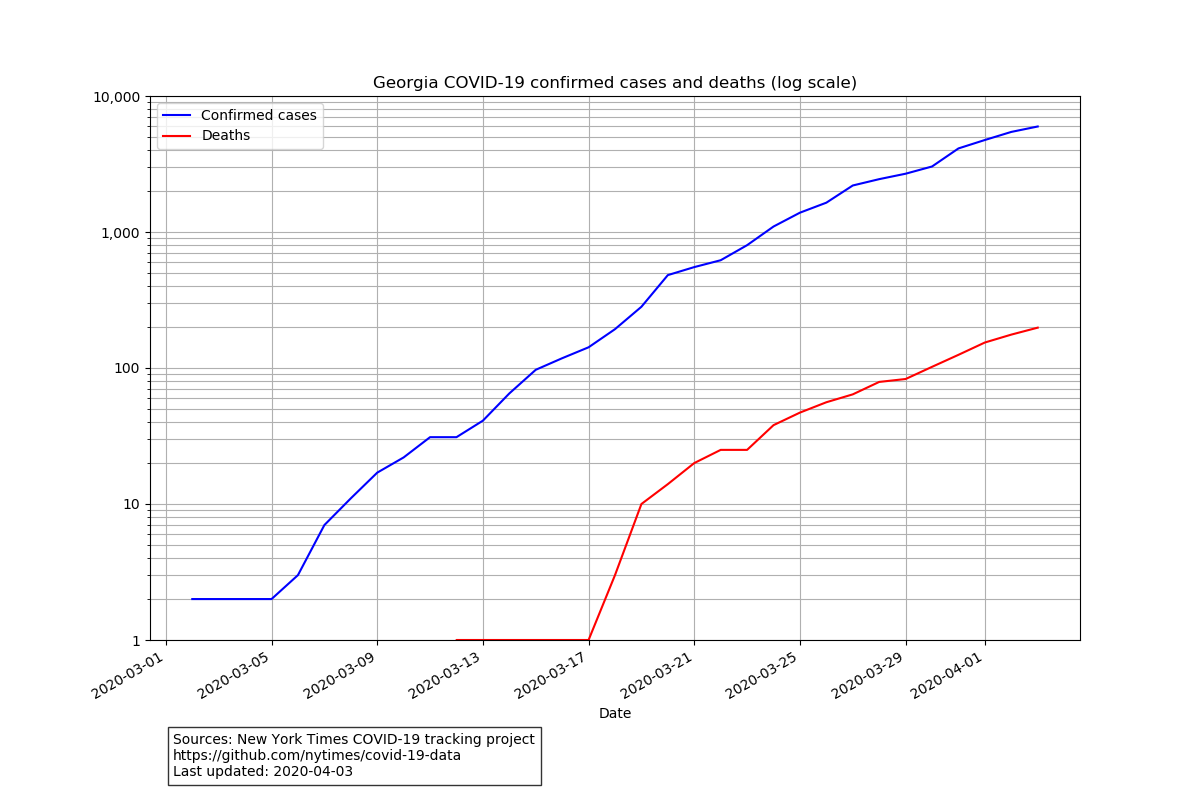 Georgia COVID-19 confirmed cases and deaths (log scale)
10,000
Confirmed cases
Deaths
1,000
100
10
1
2020-03-01
2020-03-05
2020-03-09
2020-03-13
2020-03-17
2020-03-21
2020-03-25
2020-03-29
2020-04-01
Date
Sources: New York Times COVID-19 tracking project
https://github.com/nytimes/covid-19-data
Last updated: 2020-04-03